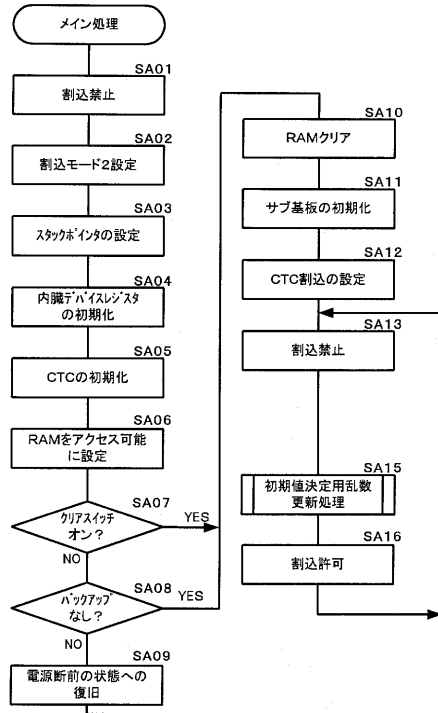 メイン処理
SA01
割込禁止
SA02
割込モード2設定
SA03
ｽﾀｯｸﾎﾟｲﾝﾀの設定
SA04
内臓ﾃﾞﾊﾞｲｽﾚｼﾞｽﾀ
の初期化
SA05
CTCの初期化
SA06
RAMをアクセス可能
に設定
SA07
ｸﾘｱｽｲｯﾁ
オン？
YES
NO
SA08
ﾊﾞｯｸｱｯﾌﾟ
なし？
YES
NO
SA09
電源断前の状態への
復旧
SA10
RAMクリア
SA11
サブ基板の初期化
SA12
CTC割込の設定
SA13
割込禁止
SA15
初期値決定用乱数
更新処理
SA16
割込許可